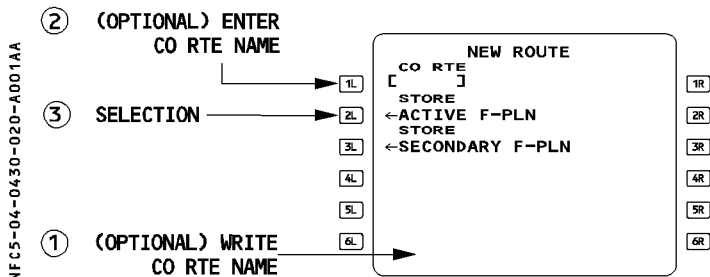 ② (OPTIONAL) ENTER
CO RTE NAME
NEW ROUTE
CO RTE
1L [ ] 1R
③ SELECTION
STORE
2L ←ACTIVE F-PLN 2R
STORE
3L ←SECONDARY F-PLN 3R
4L 4R
5L 5R
① (OPTIONAL) WRITE
CO RTE NAME
6L 6R
NFC5-04-0430-020-A001AA